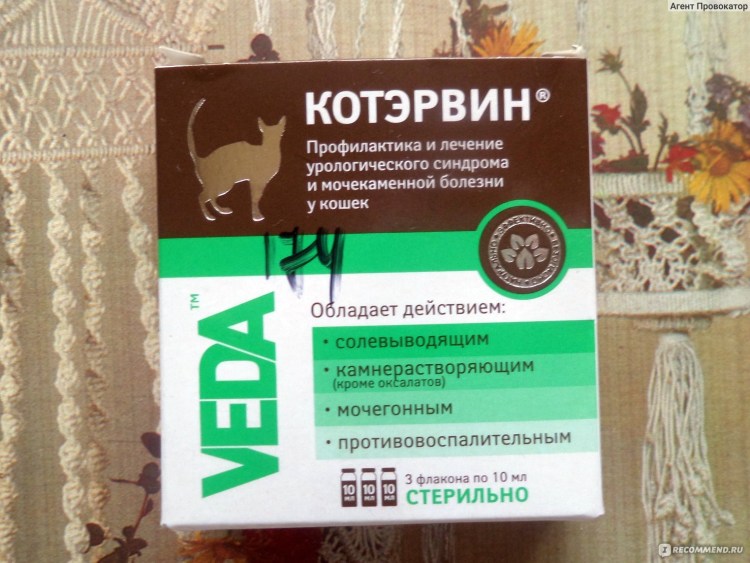 Агент Провокатор
КОТЭРВИН®
Профилактика и лечение
урологического синдрома
и мочекаменной болезни
у кошек
174
VEDA™
Обладает действием:
• солевыводящим
• камнерастворяющим
(кроме оксалатов)
• мочегонным
• противовоспалительным
10 МЛ 10 МЛ 10 МЛ
3 флакона по 10 мл
СТЕРИЛЬНО
IRECOMMEND.RU